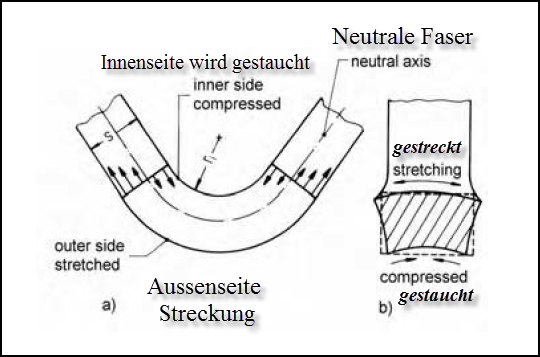 Neutrale Faser
Innenseite wird gestaucht
inner side
compressed
neutral axis
s
rᵢ
gestreckt
stretching
outer side
stretched
Aussenseite
Streckung
a)
compressed
gestaucht
b)